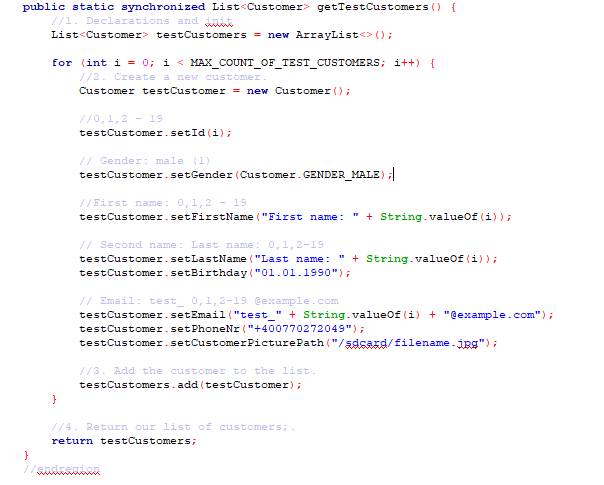 public static synchronized List<Customer> getTestCustomers() {
//1. Declarations and init
List<Customer> testCustomers = new ArrayList<>();
for (int i = 0; i < MAX_COUNT_OF_TEST_CUSTOMERS; i++) {
//2. Create a new customer.
Customer testCustomer = new Customer();
//0,1,2 - 19
testCustomer.setId(i);
// Gender: male (1)
testCustomer.setGender(Customer.GENDER_MALE);
//First name: 0,1,2 - 19
testCustomer.setFirstName("First name: " + String.valueOf(i));
// Second name: Last name: 0,1,2-19
testCustomer.setLastName("Last name: " + String.valueOf(i));
testCustomer.setBirthday("01.01.1990");
// Email: test_ 0,1,2-19 @example.com
testCustomer.setEmail("test_" + String.valueOf(i) + "@example.com");
testCustomer.setPhoneNr("+400770272049");
testCustomer.setCustomerPicturePath("/sdcard/filename.jpg");
//3. Add the customer to the list.
testCustomers.add(testCustomer);
}
//4. Return our list of customers;.
return testCustomers;
}
//endregion